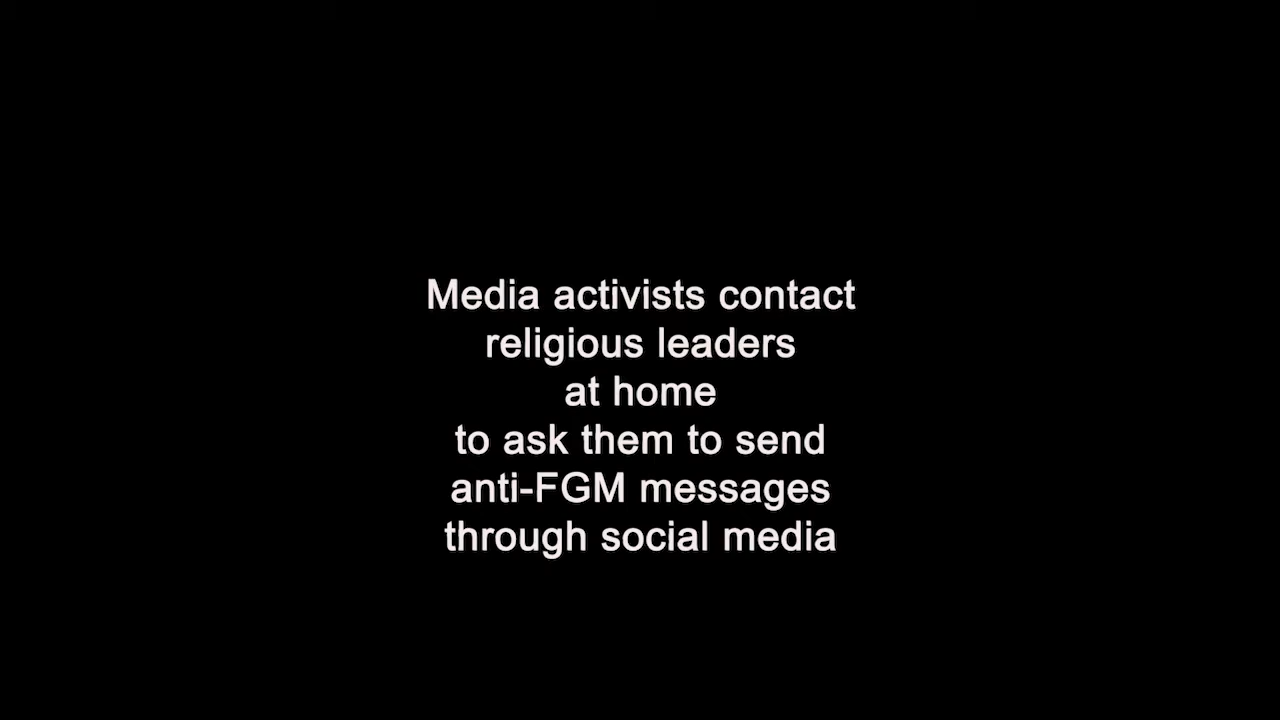 Media activists contact
religious leaders
at home
to ask them to send
anti-FGM messages
through social media